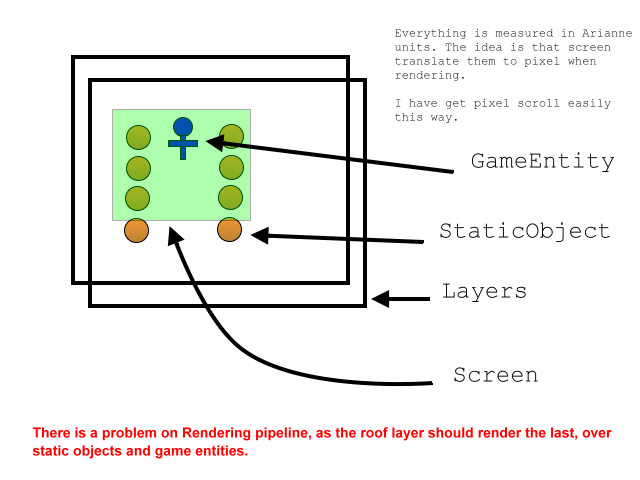 Everything is measured in Arianne
units. The idea is that screen
translate them to pixel when
rendering.
I have get pixel scroll easily
this way.
GameEntity
StaticObject
Layers
Screen
There is a problem on Rendering pipeline, as the roof layer should render the last, over
static objects and game entities.